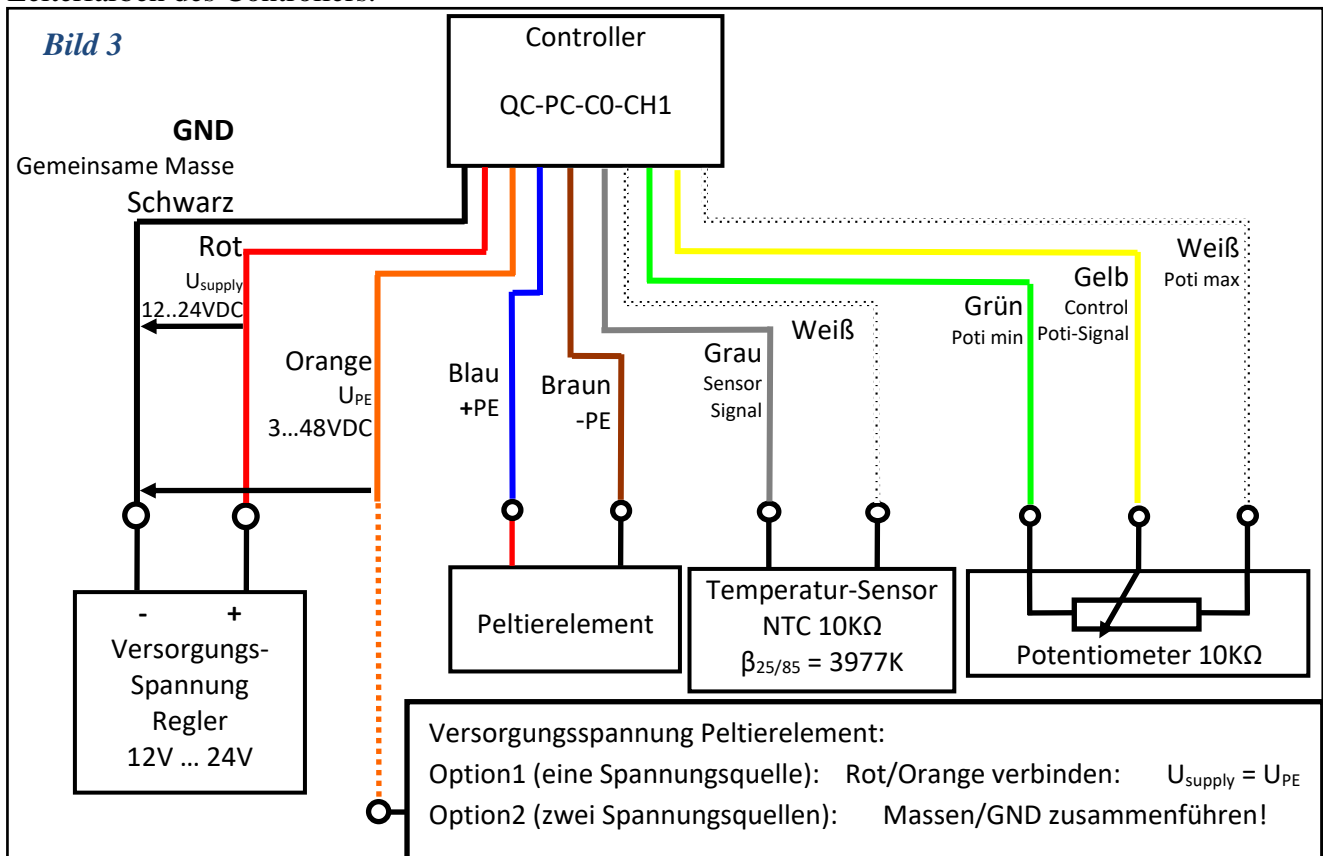 Leiterfarben des Controllers.
Bild 3
Controller
QC-PC-C0-CH1
GND
Gemeinsame Masse
Schwarz
Rot
Usupply
12..24VDC
Orange
UPE
3...48VDC
Blau
+PE
Braun
-PE
Grau
Sensor
Signal
Weiß
Grün
Poti min
Gelb
Control
Poti-Signal
Weiß
Poti max
- +
Versorgungs-
Spannung
Regler
12V ... 24V
Peltierelement
Temperatur-Sensor
NTC 10KΩ
β25/85 = 3977K
Potentiometer 10KΩ
Versorgungsspannung Peltierelement:
Option1 (eine Spannungsquelle): Rot/Orange verbinden: Usupply = UPE
Option2 (zwei Spannungsquellen): Massen/GND zusammenführen!